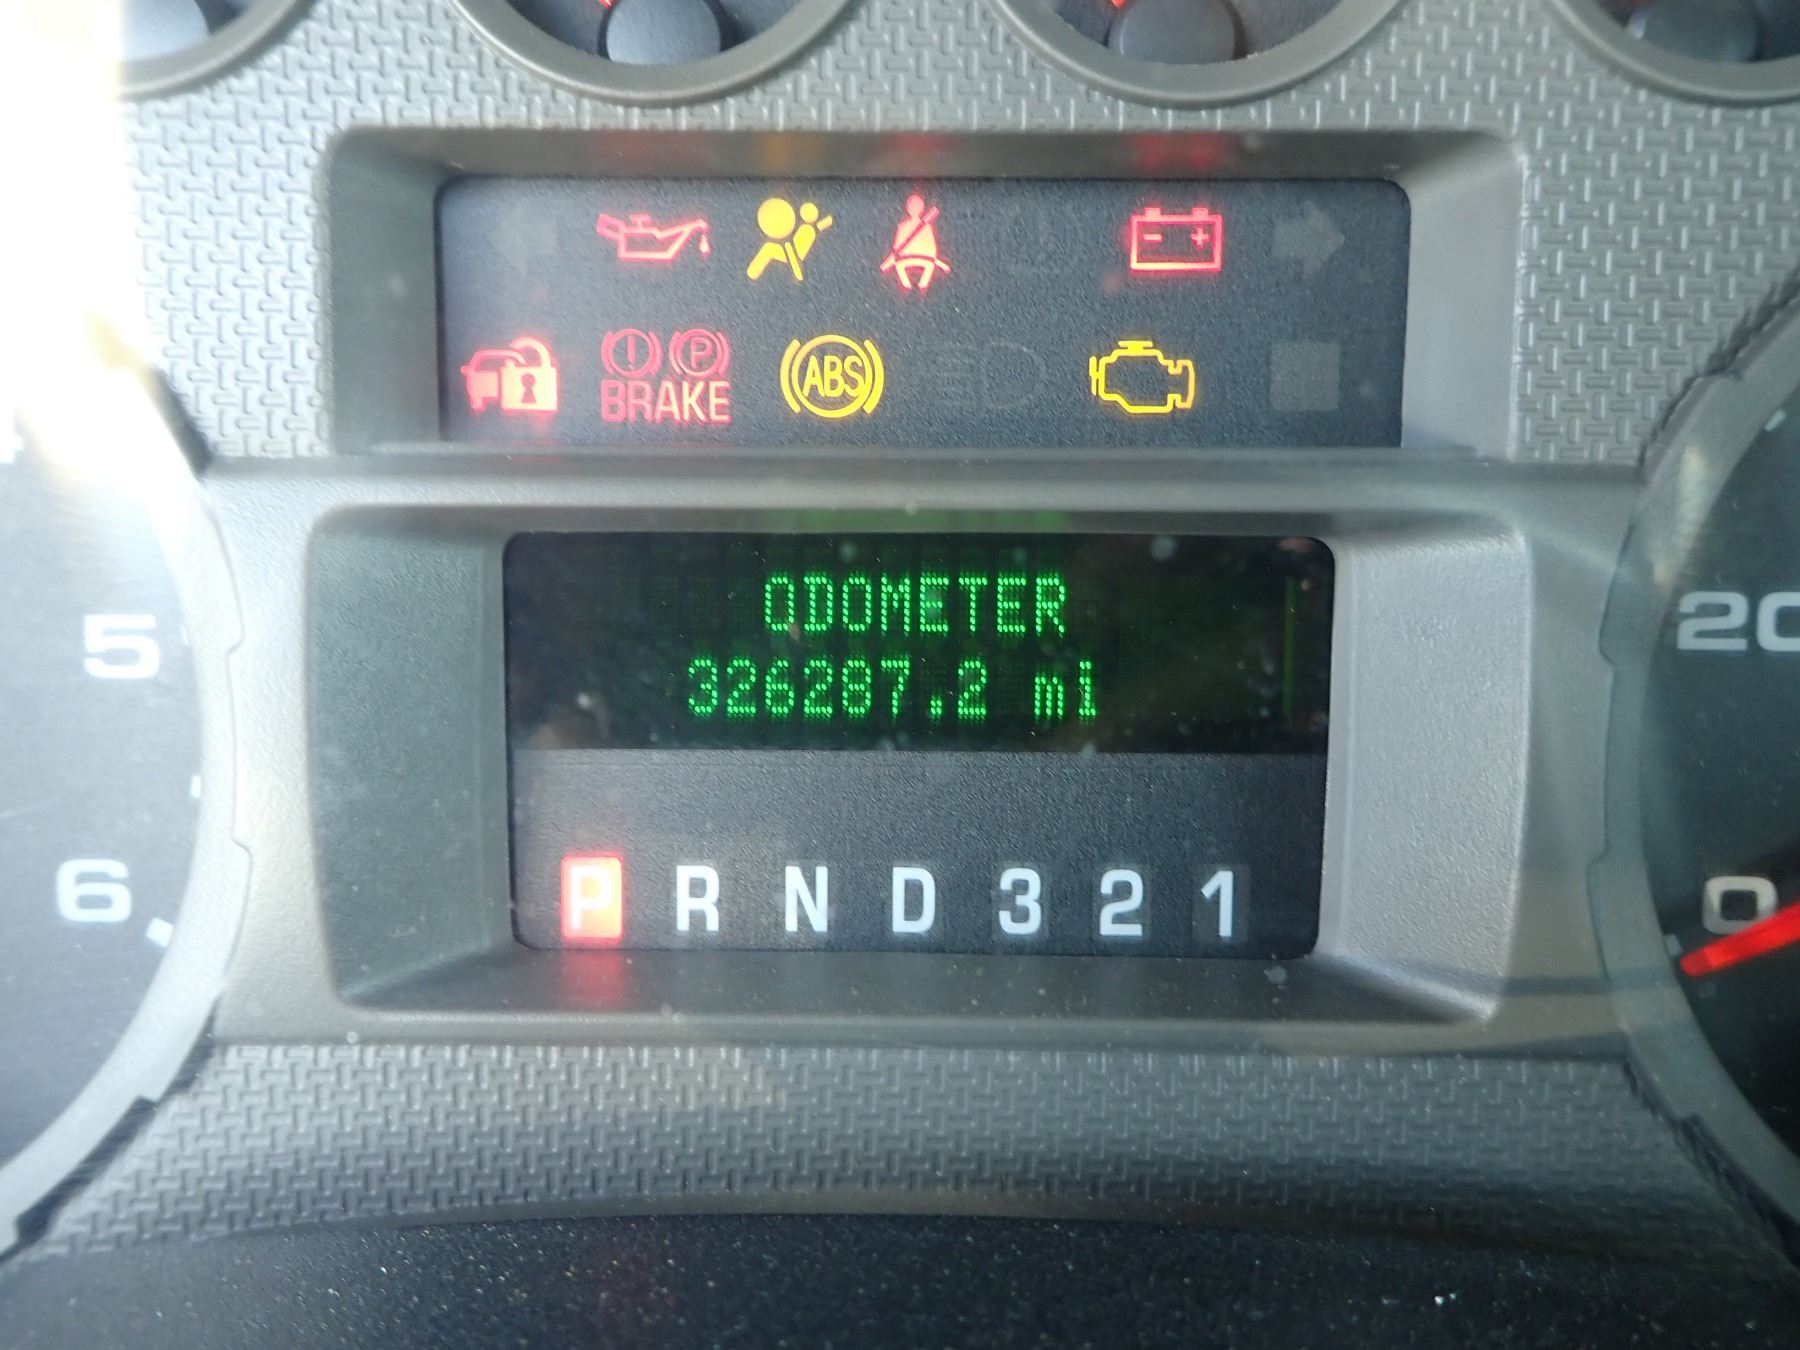 - +
! P
BRAKE
ABS
ODOMETER
326287.2 mi
5
20
6
P R N D 3 2 1
0